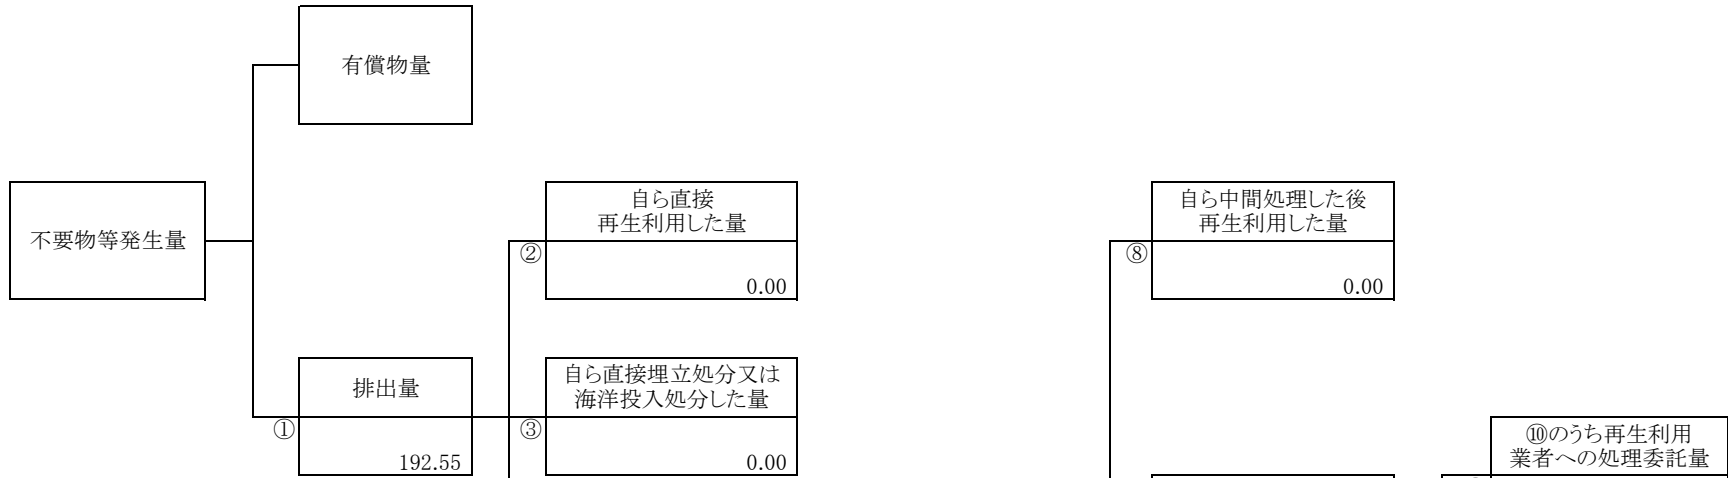 有償物量
不要物等発生量
自ら直接
再生利用した量
②
0.00
自ら中間処理した後
再生利用した量
⑧
0.00
排出量
①
192.55
自ら直接埋立処分又は
海洋投入処分した量
③
0.00
⑩のうち再生利用
業者への処理委託量